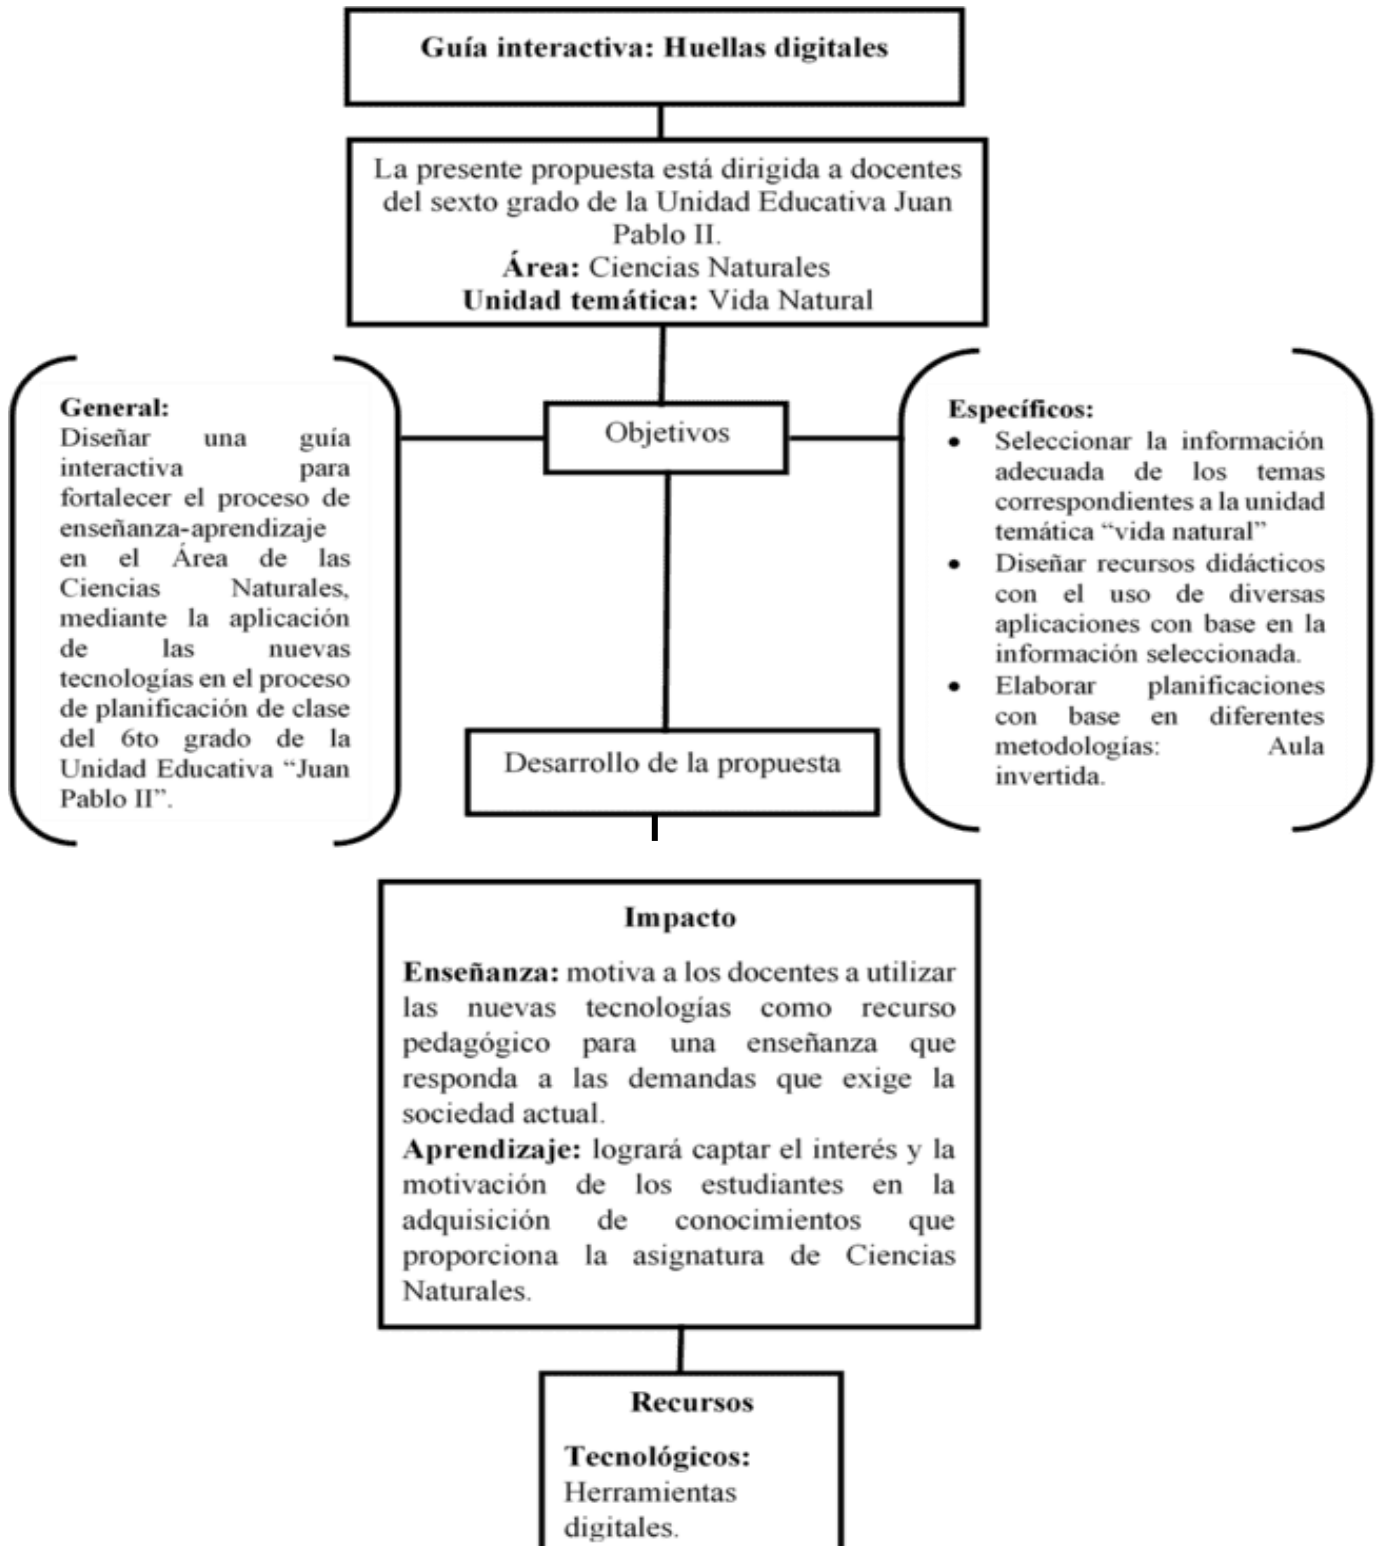 Guía interactiva: Huellas digitales
La presente propuesta está dirigida a docentes
del sexto grado de la Unidad Educativa Juan
Pablo II.
Área: Ciencias Naturales
Unidad temática: Vida Natural
Objetivos
General:
Diseñar una guía
interactiva para
fortalecer el proceso de
enseñanza-aprendizaje
en el Área de las
Ciencias Naturales,
mediante la aplicación
de las nuevas
tecnologías en el proceso
de planificación de clase
del 6to grado de la
Unidad Educativa “Juan
Pablo II”.
Específicos:
• Seleccionar la información
adecuada de los temas
correspondientes a la unidad
temática “vida natural”
• Diseñar recursos didácticos
con el uso de diversas
aplicaciones con base en la
información seleccionada.
• Elaborar planificaciones
con base en diferentes
metodologías: Aula
invertida.
Desarrollo de la propuesta
Impacto
Enseñanza: motiva a los docentes a utilizar
las nuevas tecnologías como recurso
pedagógico para una enseñanza que
responda a las demandas que exige la
sociedad actual.
Aprendizaje: logrará captar el interés y la
motivación de los estudiantes en la
adquisición de conocimientos que
proporciona la asignatura de Ciencias
Naturales.
Recursos
Tecnológicos:
Herramientas
digitales.